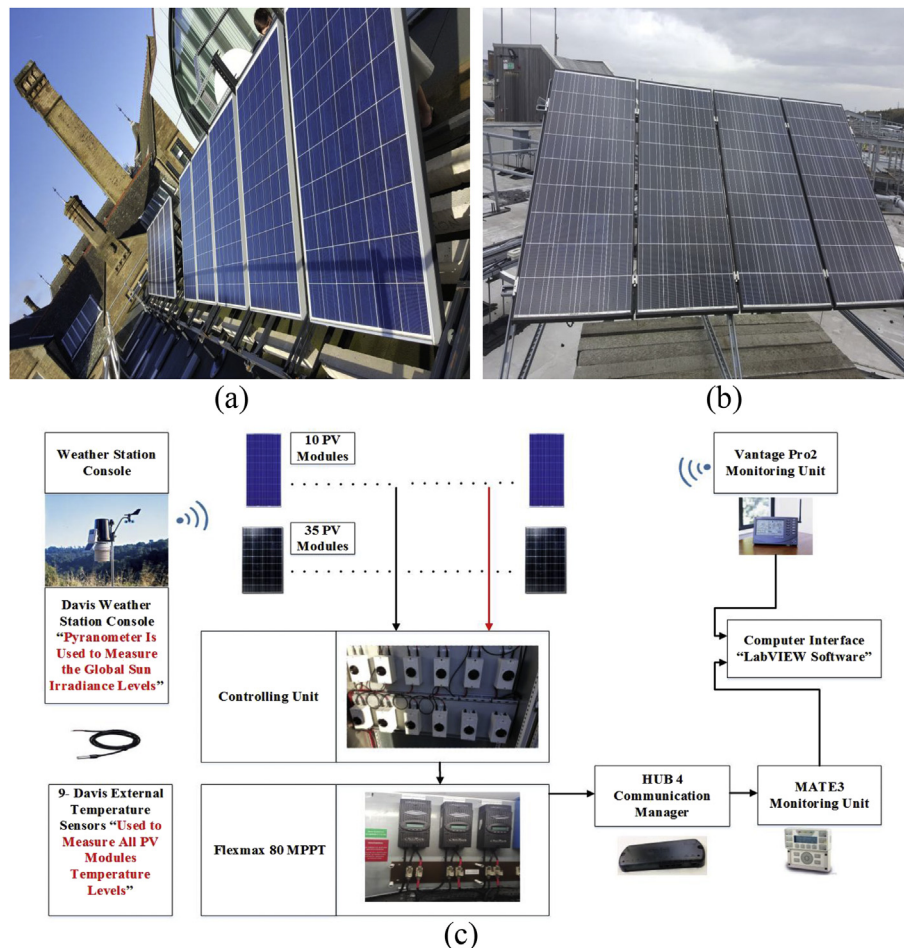 (a)
(b)
Weather Station
Console
10 PV
Modules
35 PV
Modules
Vantage Pro2
Monitoring Unit
Davis Weather
Station Console
“Pyranometer Is
Used to Measure
the Global Sun
Irradiance Levels”
Controlling Unit
Computer Interface
“LabVIEW Software”
9- Davis External
Temperature
Sensors “Used to
Measure All PV
Modules
Temperature
Levels“
Flexmax 80 MPPT
HUB 4
Communication
Manager
MATE3
Monitoring Unit
(c)